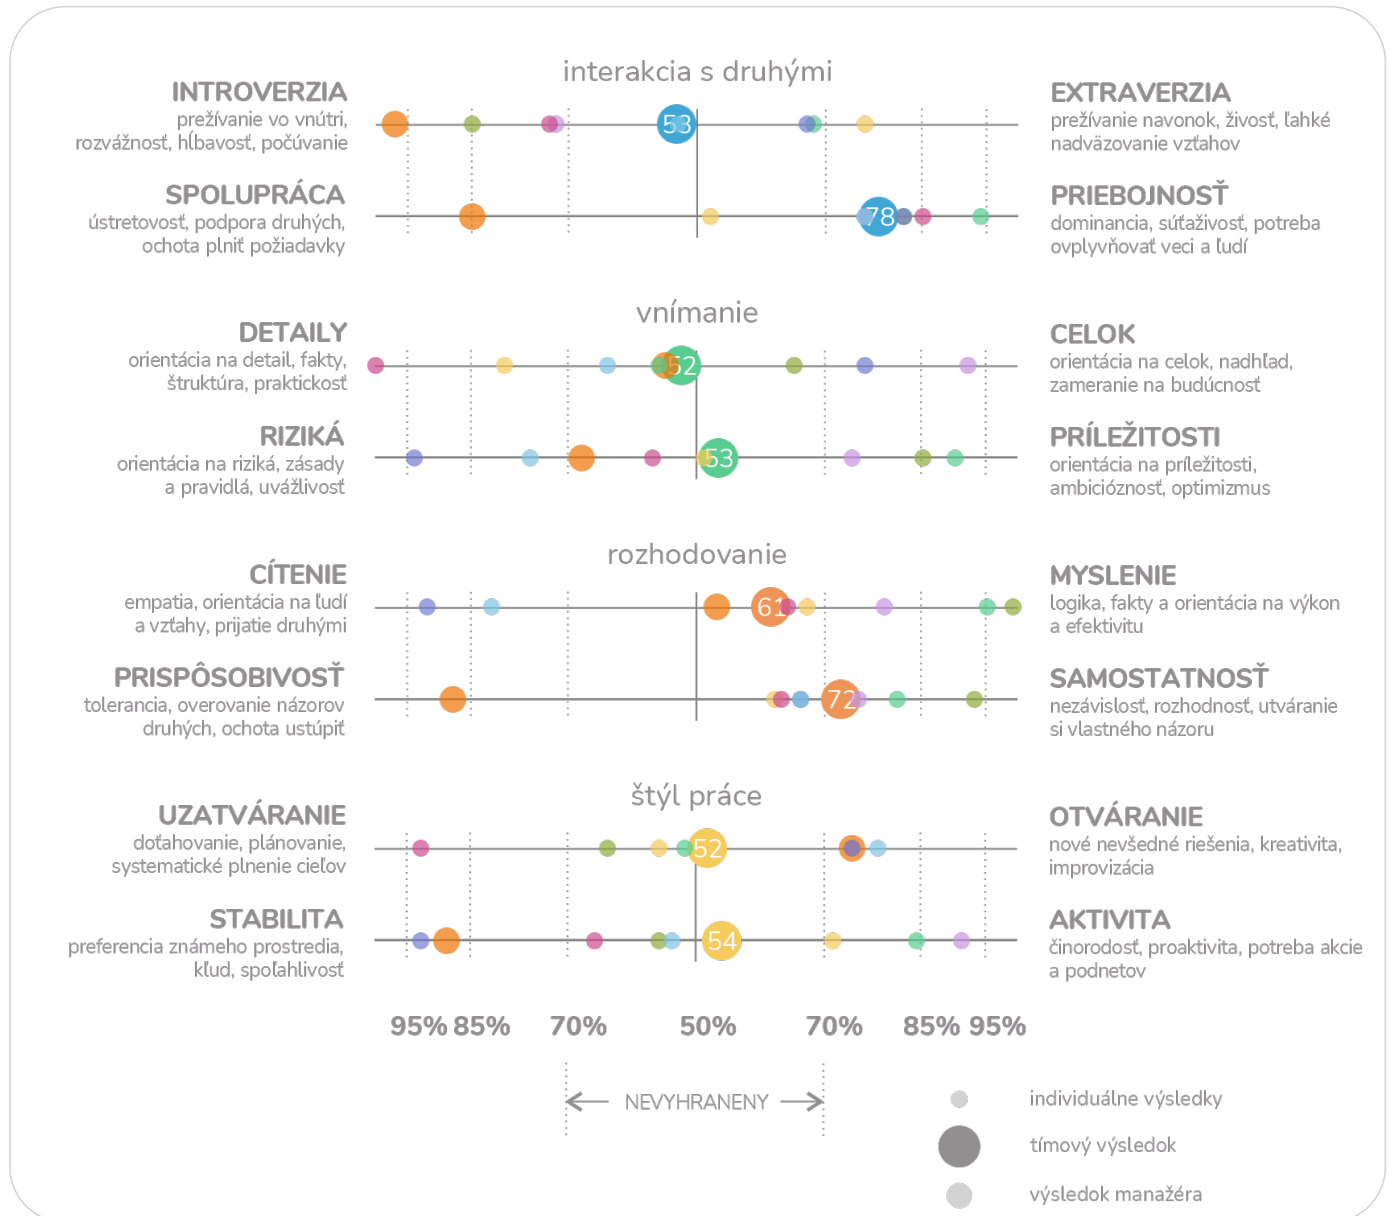 interakcia s druhými
INTROVERZIA
prežívanie vo vnútri,
rozvážnosť, hĺbavosť, počúvanie
53
EXTRAVERZIA
prežívanie navonok, živosť, ľahké
nadväzovanie vzťahov
SPOLUPRÁCA
ústretovosť, podpora druhých,
ochota plniť požiadavky
78
PRIEBOJNOSŤ
dominancia, súťaživosť, potreba
ovplyvňovať veci a ľudí
vnímanie
DETAILY
orientácia na detail, fakty,
štruktúra, praktickosť
52
CELOK
orientácia na celok, nadhľad,
zameranie na budúcnosť
RIZIKÁ
orientácia na riziká, zásady
a pravidlá, uvážlivosť
53
PRÍLEŽITOSTI
orientácia na príležitosti,
ambicióznosť, optimizmus
rozhodovanie
CÍTENIE
empatia, orientácia na ľudí
a vzťahy, prijatie druhými
61
MYSLENIE
logika, fakty a orientácia na výkon
a efektivitu
PRISPÔSOBIVOSŤ
tolerancia, overovanie názorov
druhých, ochota ustúpiť
72
SAMOSTATNOSŤ
nezávislosť, rozhodnosť, utváranie
si vlastného názoru
štýl práce
UZATVÁRANIE
doťahovanie, plánovanie,
systematické plnenie cieľov
52
OTVÁRANIE
nové nevšedné riešenia, kreativita,
improvizácia
STABILITA
preferencia známeho prostredia,
kľud, spoľahlivosť
54
AKTIVITA
činorodosť, proaktivita, potreba akcie
a podnetov
95% 85% 70% 50% 70% 85% 95%
NEVYHRANENY
individuálne výsledky
tímový výsledok
výsledok manažéra